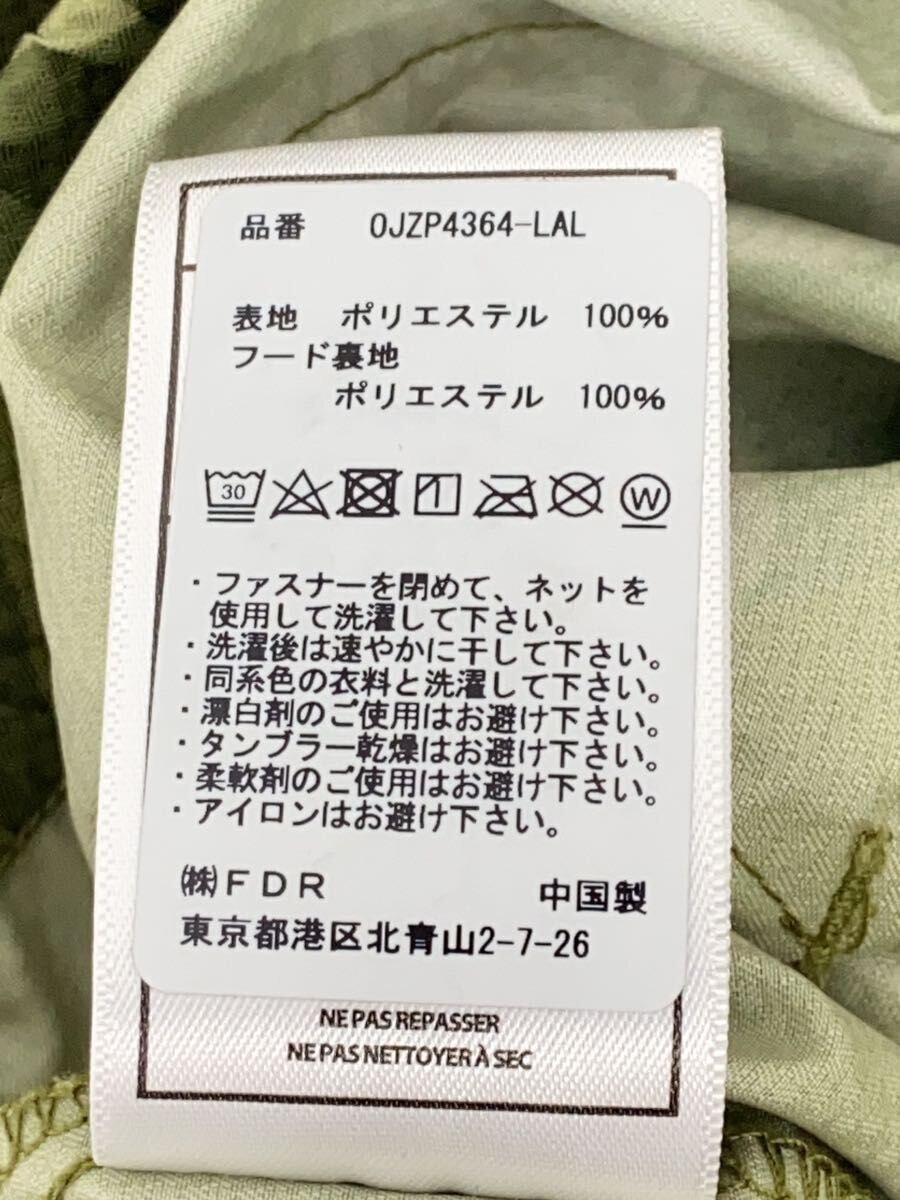 品番 0JZP4364-LAL
表地 ポリエステル 100%
フード裏地
ポリエステル 100%
30 W
・ファスナーを閉めて、ネットを
使用して洗濯して下さい。
・洗濯後は速やかに干して下さい。
・同系色の衣料と洗濯して下さい。
・漂白剤のご使用はお避け下さい。
・タンブラー乾燥はお避け下さい。
・柔軟剤のご使用はお避け下さい。
・アイロンはお避け下さい。
㈱FDR 中国製
東京都港区北青山2-7-26
NE PAS REPASSER
NE PAS NETTOYER À SEC